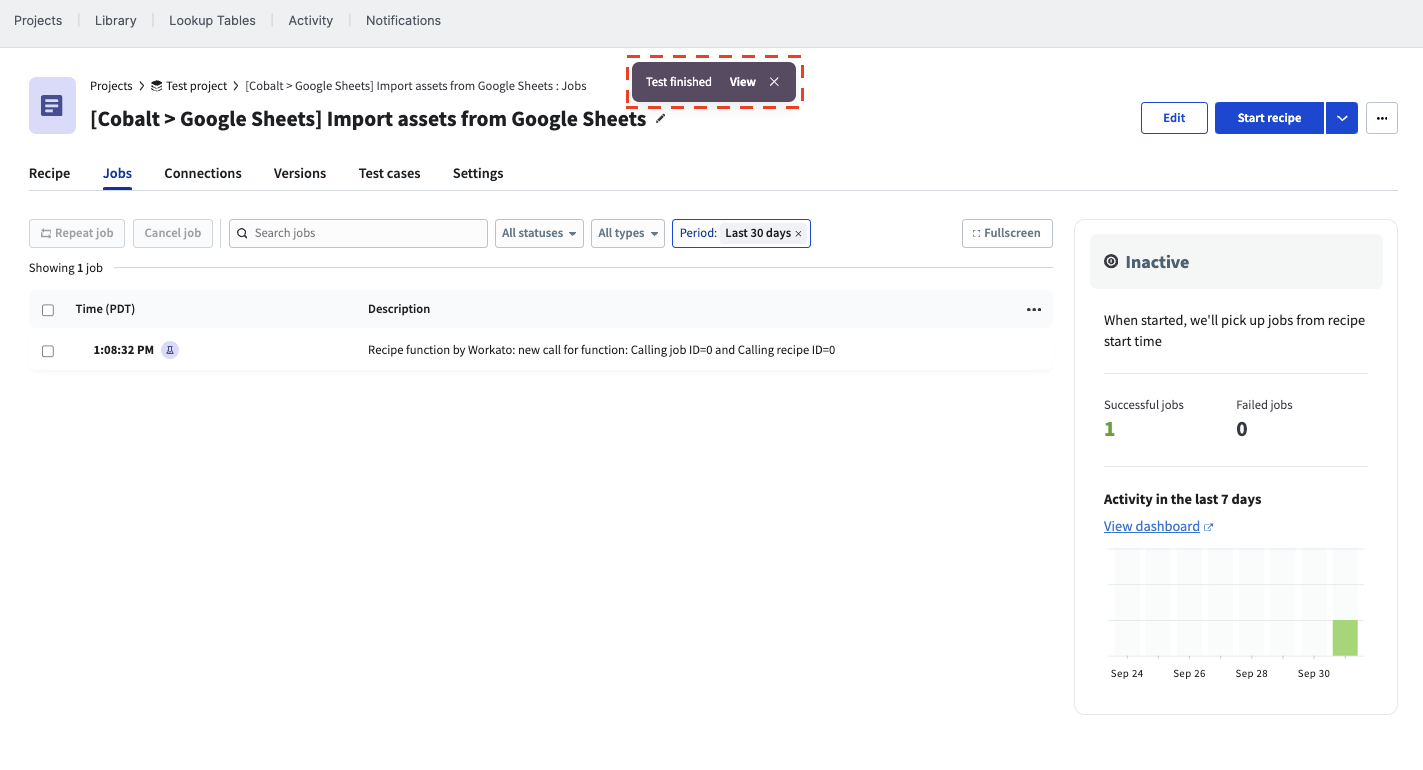 Projects Library Lookup Tables Activity Notifications
Test finished View
Projects > Test project > [Cobalt > Google Sheets] Import assets from Google Sheets : Jobs
[Cobalt > Google Sheets] Import assets from Google Sheets
Edit Start recipe
Recipe Jobs Connections Versions Test cases Settings
Repeat job Cancel job Search jobs All statuses All types Period: Last 30 days × Fullscreen
Showing 1 job
Time (PDT) Description
1:08:32 PM Recipe function by Workato: new call for function: Calling job ID=0 and Calling recipe ID=0
Inactive
When started, we'll pick up jobs from recipe
start time
Successful jobs Failed jobs
1 0
Activity in the last 7 days
View dashboard
Sep 24 Sep 26 Sep 28 Sep 30